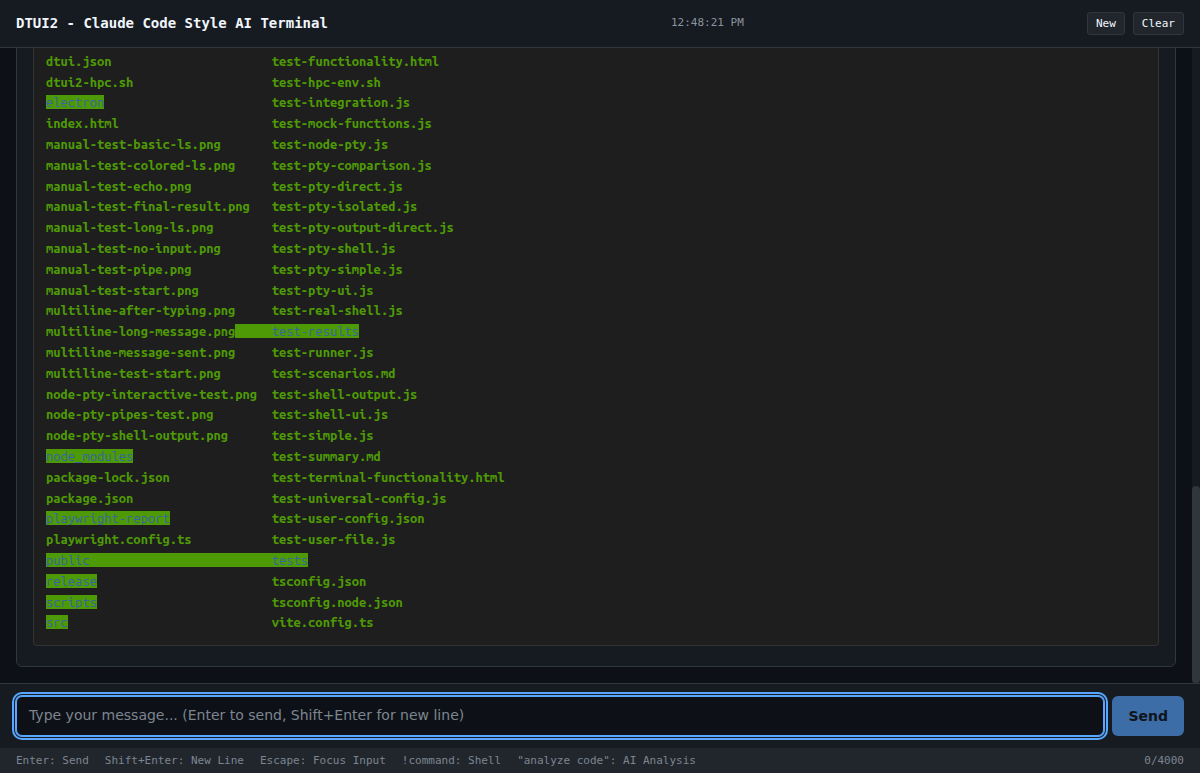 DTUI2 - Claude Code Style AI Terminal 12:48:21 PM New Clear
dtui.json test-functionality.html
dtui2-hpc.sh test-hpc-env.sh
electron test-integration.js
index.html test-mock-functions.js
manual-test-basic-ls.png test-node-pty.js
manual-test-colored-ls.png test-pty-comparison.js
manual-test-echo.png test-pty-direct.js
manual-test-final-result.png test-pty-isolated.js
manual-test-long-ls.png test-pty-output-direct.js
manual-test-no-input.png test-pty-shell.js
manual-test-pipe.png test-pty-simple.js
manual-test-start.png test-pty-ui.js
multiline-after-typing.png test-real-shell.js
multiline-long-message.png test-results
multiline-message-sent.png test-runner.js
multiline-test-start.png test-scenarios.md
node-pty-interactive-test.png test-shell-output.js
node-pty-pipes-test.png test-shell-ui.js
node-pty-shell-output.png test-simple.js
node_modules test-summary.md
package-lock.json test-terminal-functionality.html
package.json test-universal-config.js
playwright-report test-user-config.json
playwright.config.ts test-user-file.js
public tests
release tsconfig.json
scripts tsconfig.node.json
src vite.config.ts
Type your message... (Enter to send, Shift+Enter for new line) Send
Enter: Send Shift+Enter: New Line Escape: Focus Input !command: Shell "analyze code": AI Analysis 0/4000